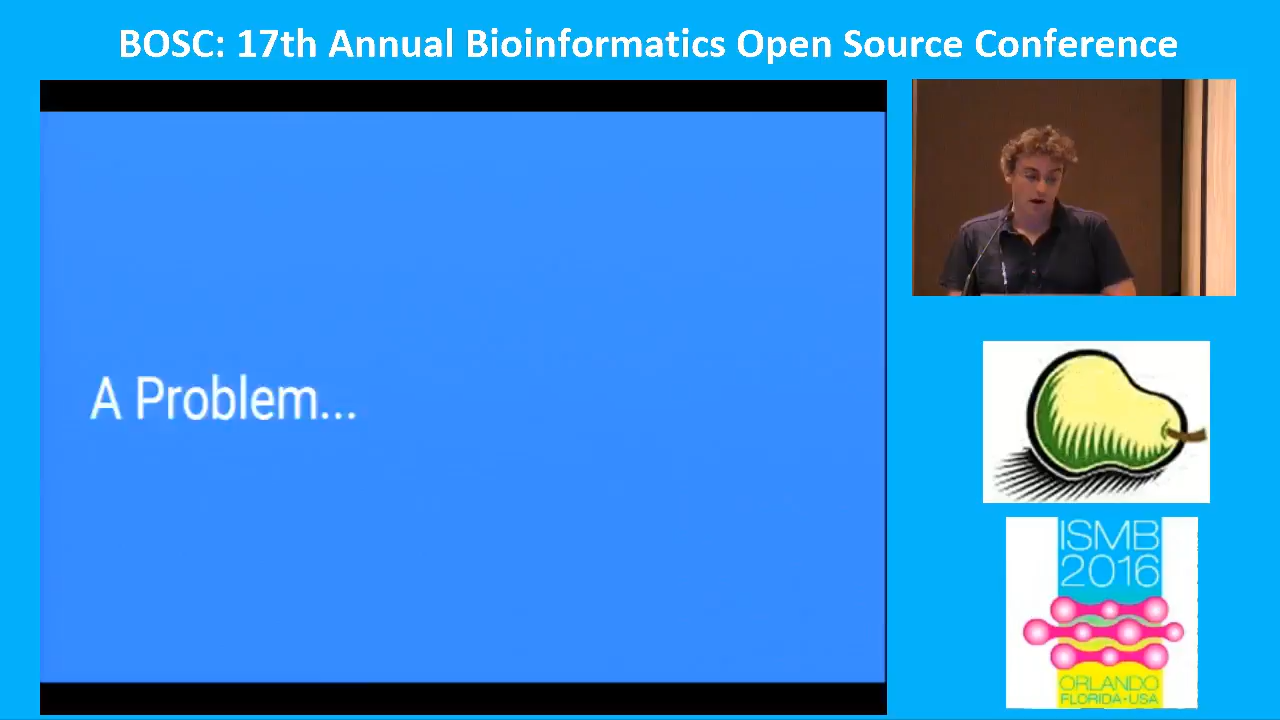 BOSC: 17th Annual Bioinformatics Open Source Conference
A Problem...
ISMB
2016
ORLANDO
FLORIDA•USA